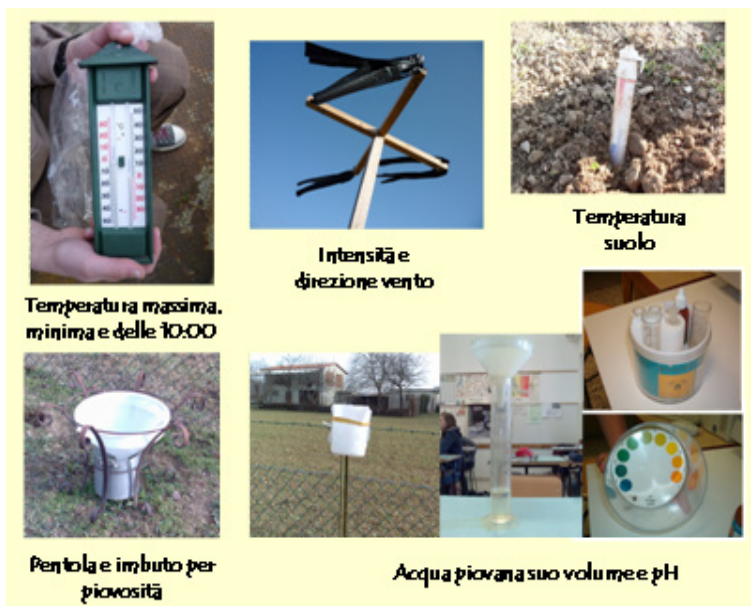 Temperatura massima,
minima e delle 10:00
Intensità e
direzione vento
Temperatura
suolo
Pentola e imbuto per
piovosità
Acqua piovana suo volume e pH